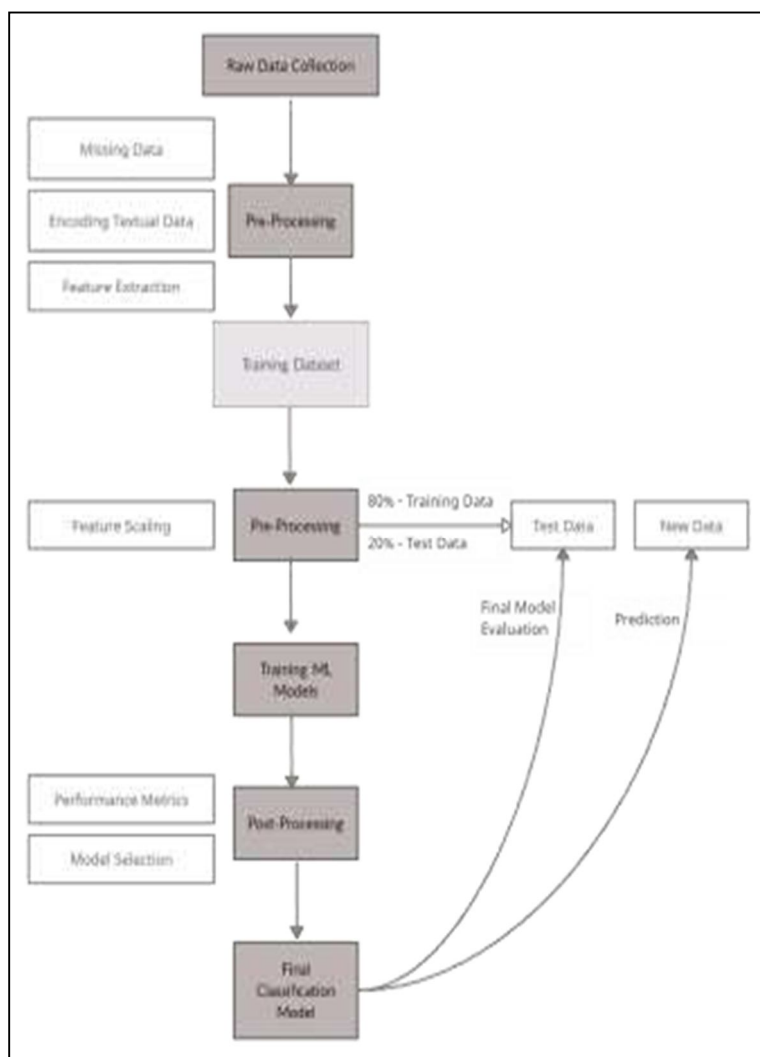 Raw Data Collection
Missing Data
Encoding Textual Data
Pre-Processing
Feature Extraction
Training Dataset
Feature Scaling
Pre-Processing
80% - Training Data
20% - Test Data
Test Data
New Data
Final Model
Evaluation
Prediction
Training ML
Models
Performance Metrics
Post-Processing
Model Selection
Final
Classification
Model